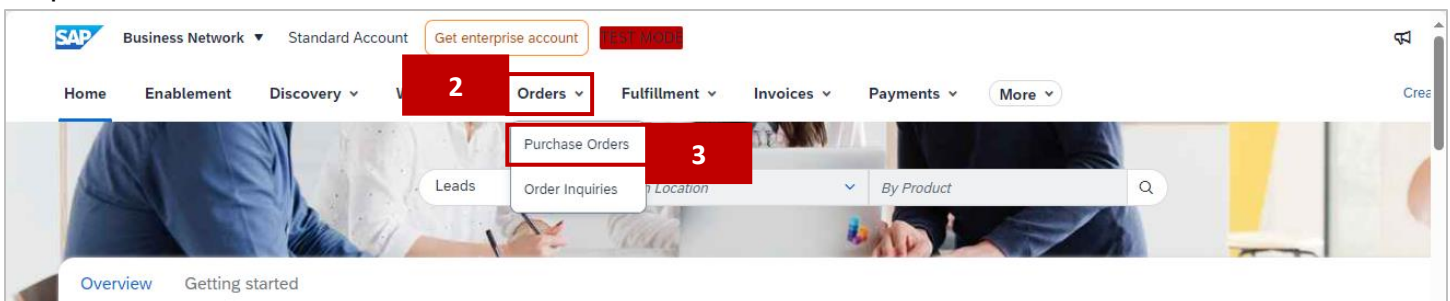 SAP Business Network Standard Account Get enterprise account TEST MODE
Home Enablement Discovery 2 Orders Fulfillment Invoices Payments More Crea
Purchase Orders 3
Leads Order Inquiries Location By Product
Overview Getting started